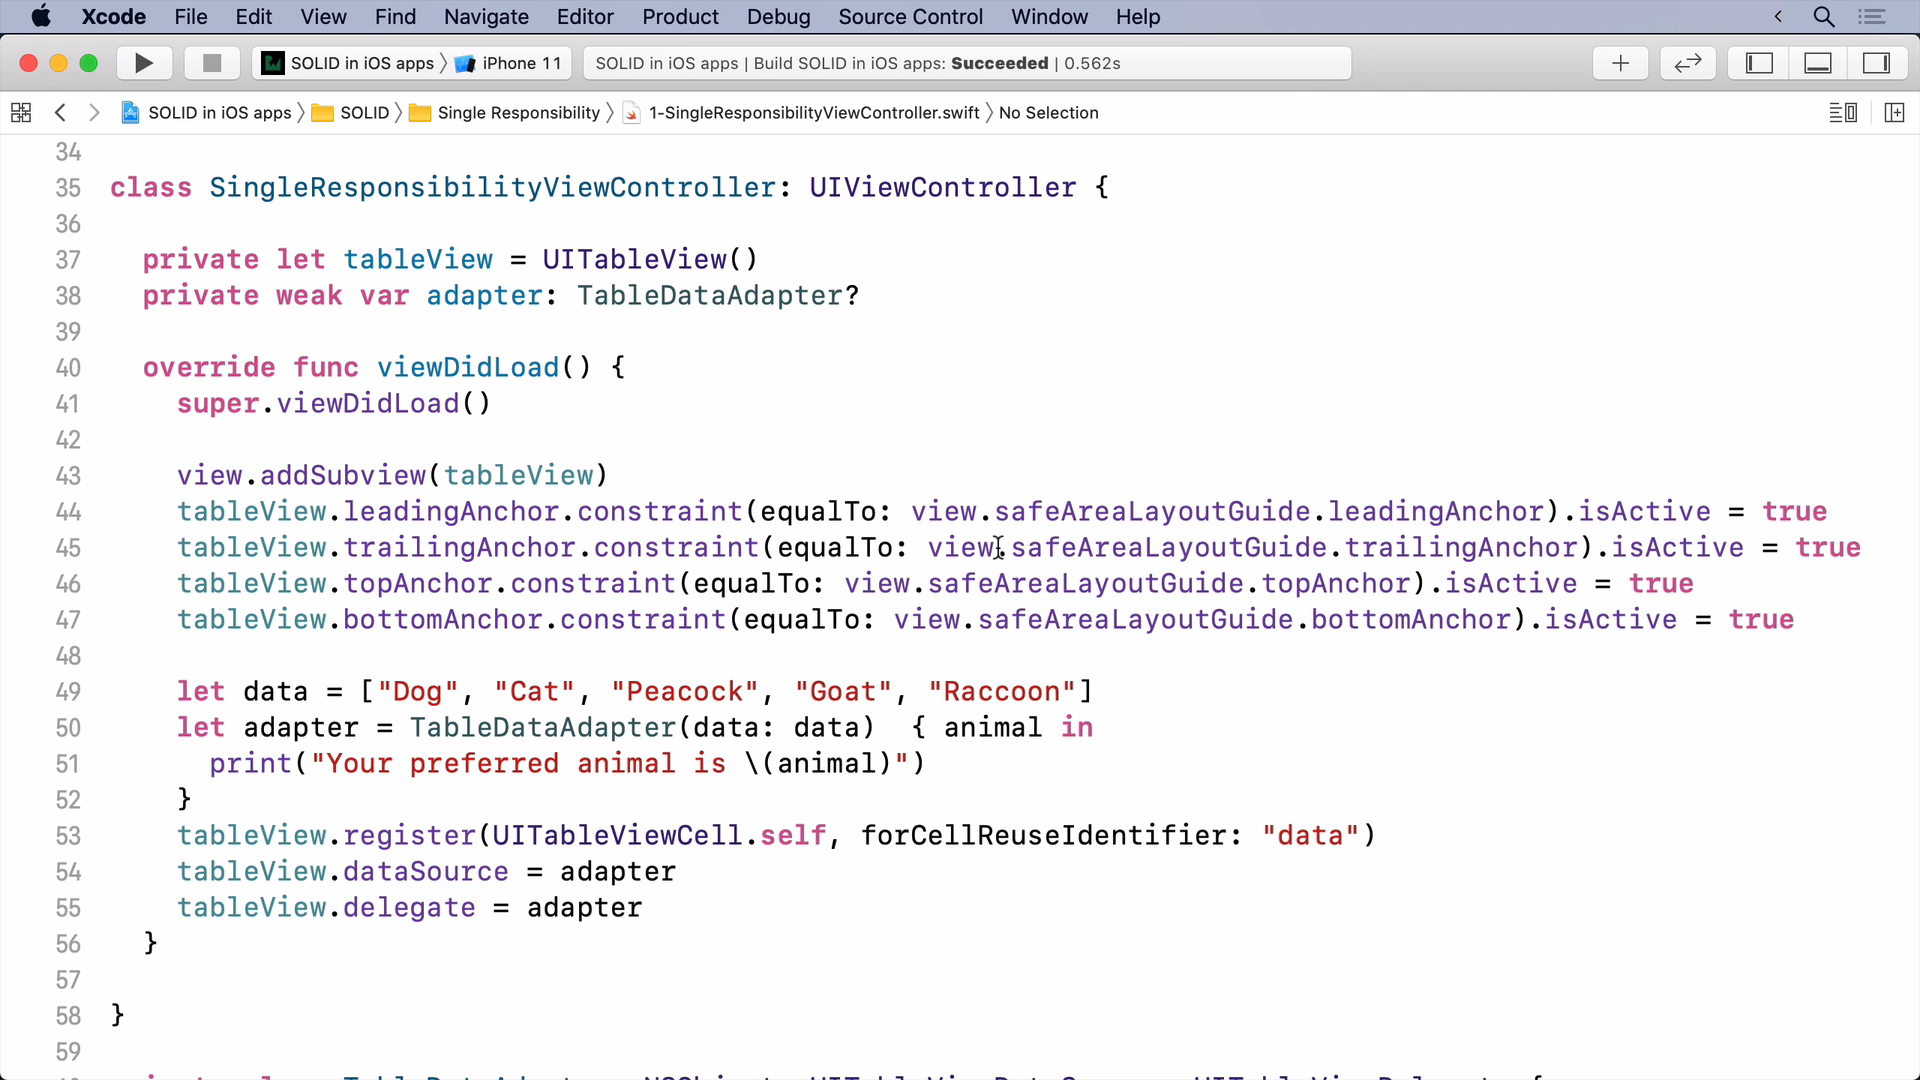 Xcode File Edit View Find Navigate Editor Product Debug Source Control Window Help
SOLID in iOS apps iPhone 11 SOLID in iOS apps | Build SOLID in iOS apps: Succeeded | 0.562s
SOLID in iOS apps SOLID Single Responsibility 1-SingleResponsibilityViewController.swift No Selection
34
35 class SingleResponsibilityViewController: UIViewController {
36
37 private let tableView = UITableView()
38 private weak var adapter: TableDataAdapter?
39
40 override func viewDidLoad() {
41 super.viewDidLoad()
42
43 view.addSubview(tableView)
44 tableView.leadingAnchor.constraint(equalTo: view.safeAreaLayoutGuide.leadingAnchor).isActive = true
45 tableView.trailingAnchor.constraint(equalTo: view.safeAreaLayoutGuide.trailingAnchor).isActive = true
46 tableView.topAnchor.constraint(equalTo: view.safeAreaLayoutGuide.topAnchor).isActive = true
47 tableView.bottomAnchor.constraint(equalTo: view.safeAreaLayoutGuide.bottomAnchor).isActive = true
48
49 let data = ["Dog", "Cat", "Peacock", "Goat", "Raccoon"]
50 let adapter = TableDataAdapter(data: data)  { animal in
51 print("Your preferred animal is \(animal)")
52 }
53 tableView.register(UITableViewCell.self, forCellReuseIdentifier: "data")
54 tableView.dataSource = adapter
55 tableView.delegate = adapter
56 }
57
58 }
59